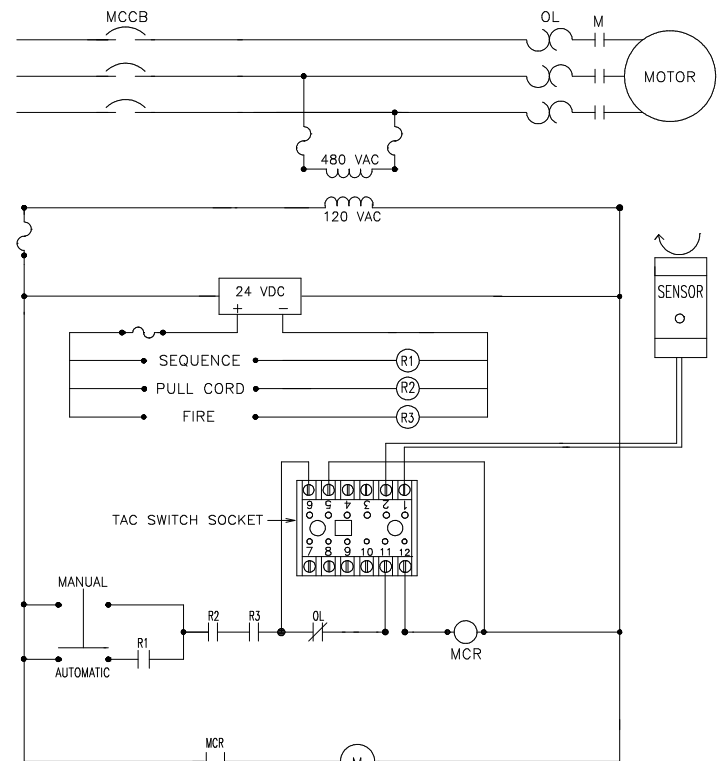 MCCB
OL
M
MOTOR
480 VAC
120 VAC
24 VDC
+ −
SENSOR
SEQUENCE
R1
PULL CORD
R2
FIRE
R3
6 5 4 3 2 1
TAC SWITCH SOCKET
7 8 9 10 11 12
MANUAL
R1
AUTOMATIC
R2
R3
OL
MCR
MCR
M